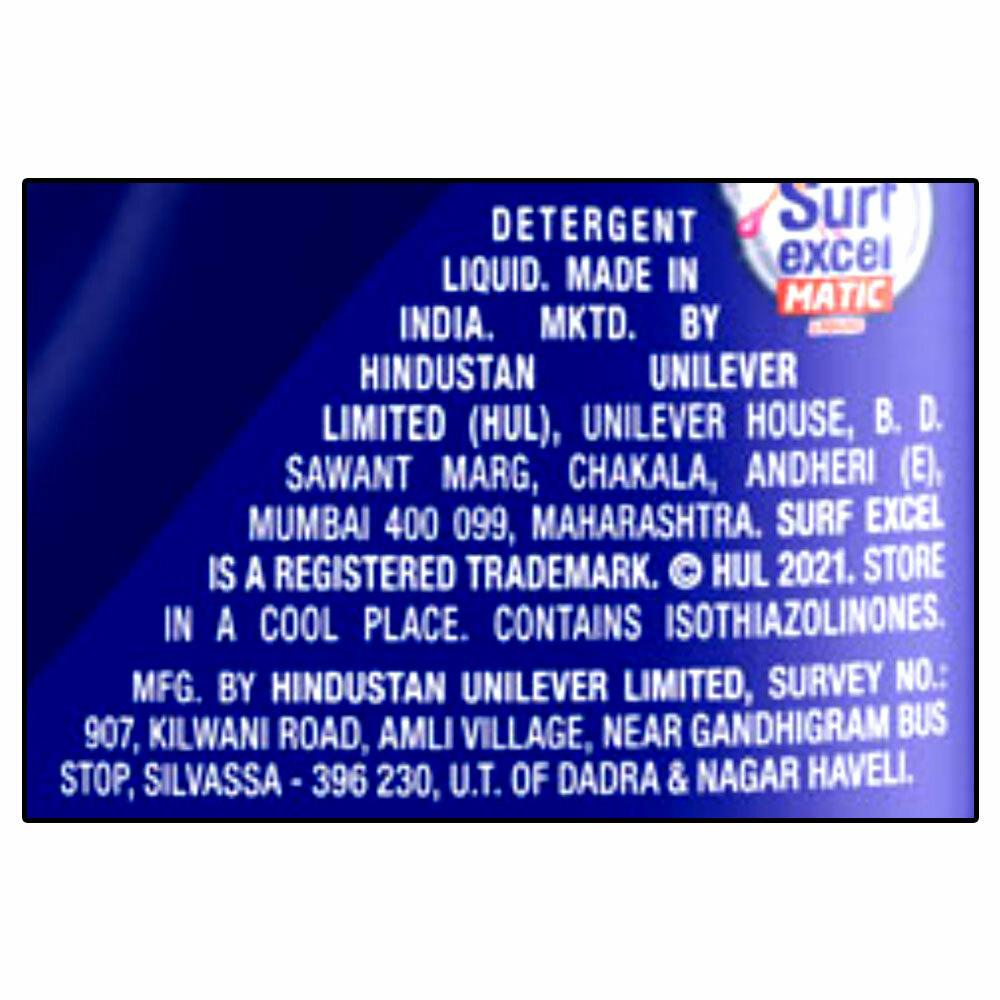 Surf
excel
MATIC
DETERGENT
LIQUID. MADE IN
INDIA. MKTD. BY
HINDUSTAN UNILEVER
LIMITED (HUL), UNILEVER HOUSE, B. D.
SAWANT MARG, CHAKALA, ANDHERI (E),
MUMBAI 400 099, MAHARASHTRA. SURF EXCEL
IS A REGISTERED TRADEMARK. © HUL 2021. STORE
IN A COOL PLACE. CONTAINS ISOTHIAZOLINONES.
MFG. BY HINDUSTAN UNILEVER LIMITED, SURVEY NO.:
907, KILWANI ROAD, AMLI VILLAGE, NEAR GANDHIGRAM BUS
STOP, SILVASSA - 396 230, U.T. OF DADRA & NAGAR HAVELI.